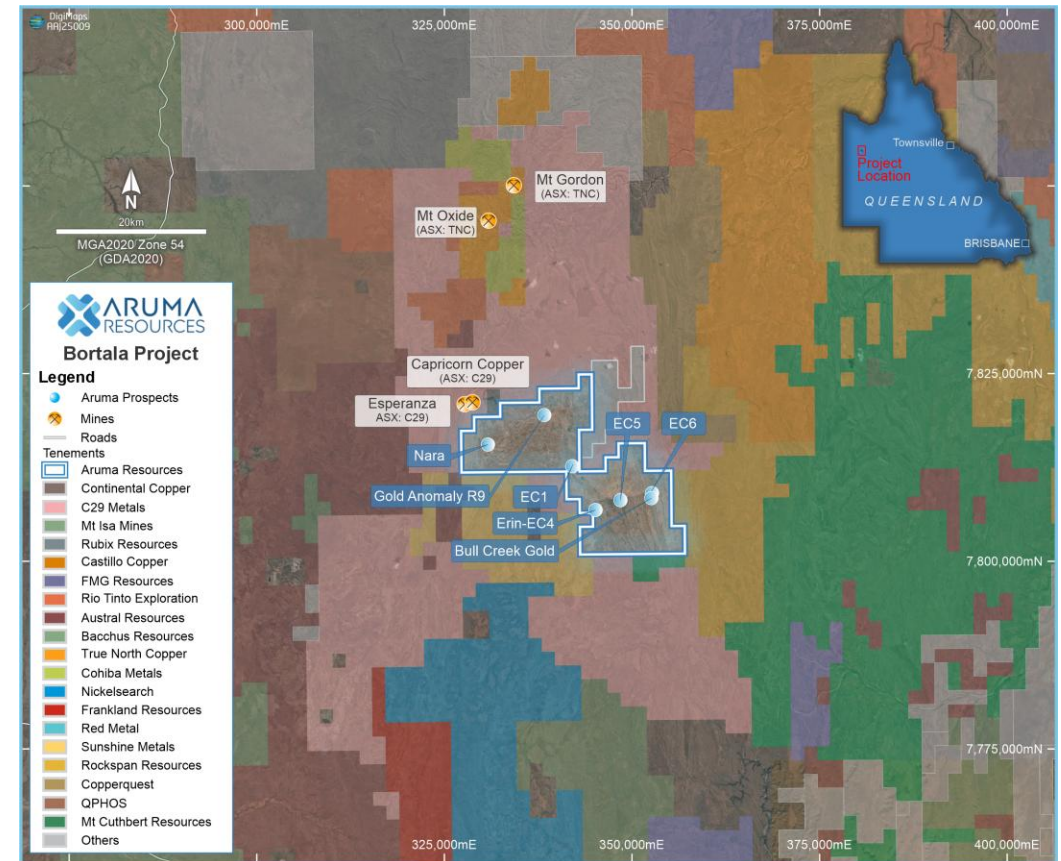 DigiMaps
ARJ25009
300,000mE
325,000mE
350,000mE
375,000mE
400,000mE
Townsville
Project
Location
QUEENSLAND
BRISBANE
N
20km
MGA2020 Zone 54
(GDA2020)
Mt Gordon
(ASX: TNC)
Mt Oxide
(ASX: TNC)
Capricorn Copper
(ASX: C29)
Esperanza
ASX: C29)
7,825,000mN
Nara
Gold Anomaly R9
EC1
Erin-EC4
Bull Creek Gold
EC5
EC6
7,800,000mN
7,775,000mN
ARUMA
RESOURCES
Bortala Project
Legend
Aruma Prospects
Mines
Roads
Tenements
Aruma Resources
Continental Copper
C29 Metals
Mt Isa Mines
Rubix Resources
Castillo Copper
FMG Resources
Rio Tinto Exploration
Austral Resources
Bacchus Resources
True North Copper
Cohiba Metals
Nickelsearch
Frankland Resources
Red Metal
Sunshine Metals
Rockspan Resources
Copperquest
QPHOS
Mt Cuthbert Resources
Others
325,000mE
350,000mE
375,000mE
400,000mE